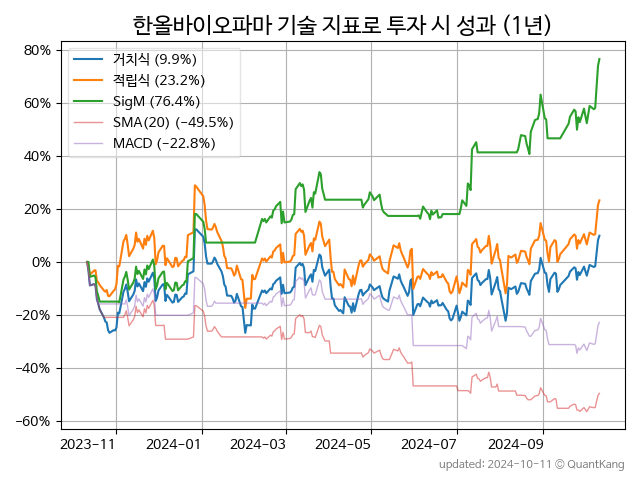 한올바이오파마 기술 지표로 투자 시 성과 (1년)
80%
60%
40%
20%
0%
−20%
−40%
−60%
거치식 (9.9%)
적립식 (23.2%)
SigM (76.4%)
SMA(20) (−49.5%)
MACD (−22.8%)
2023−11 2024−01 2024−03 2024−05 2024−07 2024−09
updated: 2024-10-11 © QuantKang